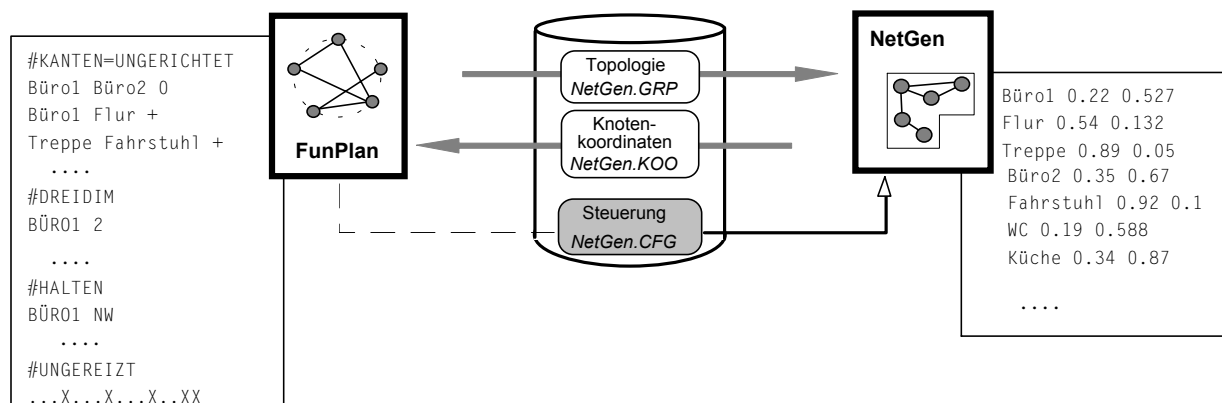 #KANTEN=UNGERICHTET
Büro1 Büro2 0
Büro1 Flur +
Treppe Fahrstuhl +
....
#DREIDIM
BÜRO1 2
....
#HALTEN
BÜRO1 NW
....
#UNGEREIZT
...X...X...X..XX
FunPlan
Topologie
NetGen.GRP
Knoten-
koordinaten
NetGen.KOO
Steuerung
NetGen.CFG
NetGen
Büro1 0.22 0.527
Flur 0.54 0.132
Treppe 0.89 0.05
Büro2 0.35 0.67
Fahrstuhl 0.92 0.1
WC 0.19 0.588
Küche 0.34 0.87
....